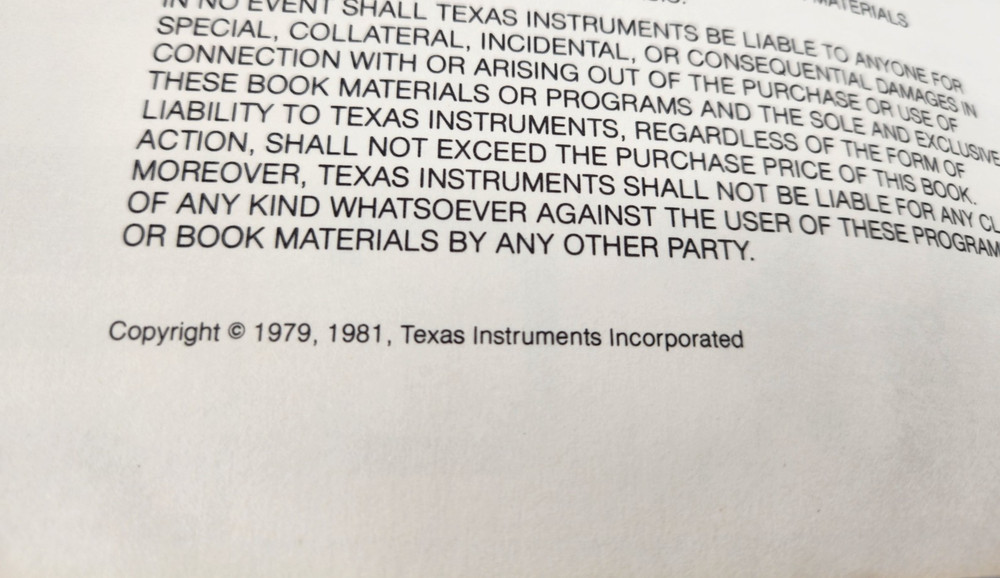 MATERIALS
IN NO EVENT SHALL TEXAS INSTRUMENTS BE LIABLE TO ANYONE FOR
SPECIAL, COLLATERAL, INCIDENTAL, OR CONSEQUENTIAL DAMAGES IN
CONNECTION WITH OR ARISING OUT OF THE PURCHASE OR USE OF
THESE BOOK MATERIALS OR PROGRAMS AND THE SOLE AND EXCLUSIVE
LIABILITY TO TEXAS INSTRUMENTS, REGARDLESS OF THE FORM OF
ACTION, SHALL NOT EXCEED THE PURCHASE PRICE OF THIS BOOK.
MOREOVER, TEXAS INSTRUMENTS SHALL NOT BE LIABLE FOR ANY CL
OF ANY KIND WHATSOEVER AGAINST THE USER OF THESE PROGRAM
OR BOOK MATERIALS BY ANY OTHER PARTY.
Copyright © 1979, 1981, Texas Instruments Incorporated